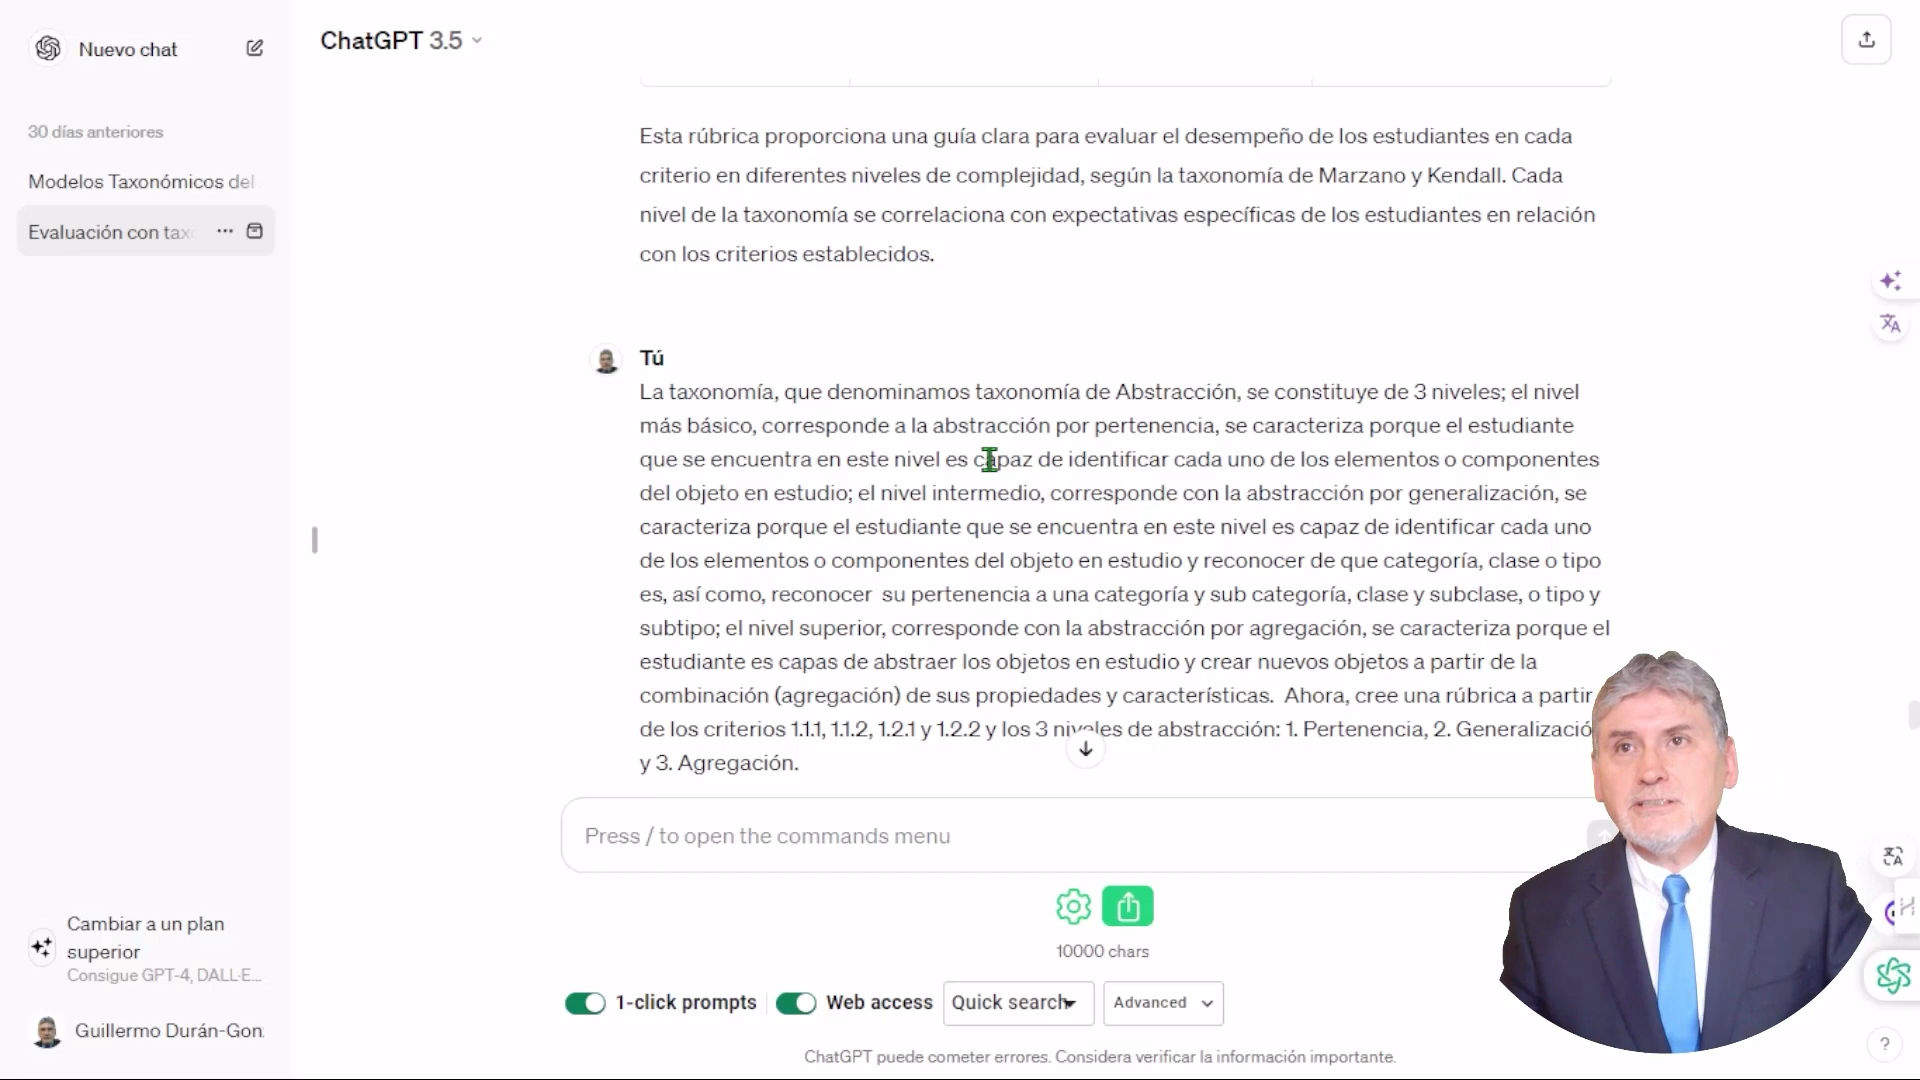 Nuevo chat
ChatGPT 3.5
30 días anteriores
Modelos Taxonómicos del
Evaluación con taxo
Esta rúbrica proporciona una guía clara para evaluar el desempeño de los estudiantes en cada
criterio en diferentes niveles de complejidad, según la taxonomía de Marzano y Kendall. Cada
nivel de la taxonomía se correlaciona con expectativas específicas de los estudiantes en relación
con los criterios establecidos.
Tú
La taxonomía, que denominamos taxonomía de Abstracción, se constituye de 3 niveles; el nivel
más básico, corresponde a la abstracción por pertenencia, se caracteriza porque el estudiante
que se encuentra en este nivel es capaz de identificar cada uno de los elementos o componentes
del objeto en estudio; el nivel intermedio, corresponde con la abstracción por generalización, se
caracteriza porque el estudiante que se encuentra en este nivel es capaz de identificar cada uno
de los elementos o componentes del objeto en estudio y reconocer de que categoría, clase o tipo
es, así como, reconocer su pertenencia a una categoría y sub categoría, clase y subclase, o tipo y
subtipo; el nivel superior, corresponde con la abstracción por agregación, se caracteriza porque el
estudiante es capas de abstraer los objetos en estudio y crear nuevos objetos a partir de la
combinación (agregación) de sus propiedades y características. Ahora, cree una rúbrica a partir
de los criterios 1.1.1, 1.1.2, 1.2.1 y 1.2.2 y los 3 niveles de abstracción: 1. Pertenencia, 2. Generalizació
y 3. Agregación.
Press / to open the commands menu
10000 chars
1-click prompts
Web access
Quick search
Advanced
Cambiar a un plan
superior
Consigue GPT-4, DALL·E...
Guillermo Durán-Gon
ChatGPT puede cometer errores. Considera verificar la información importante.
?